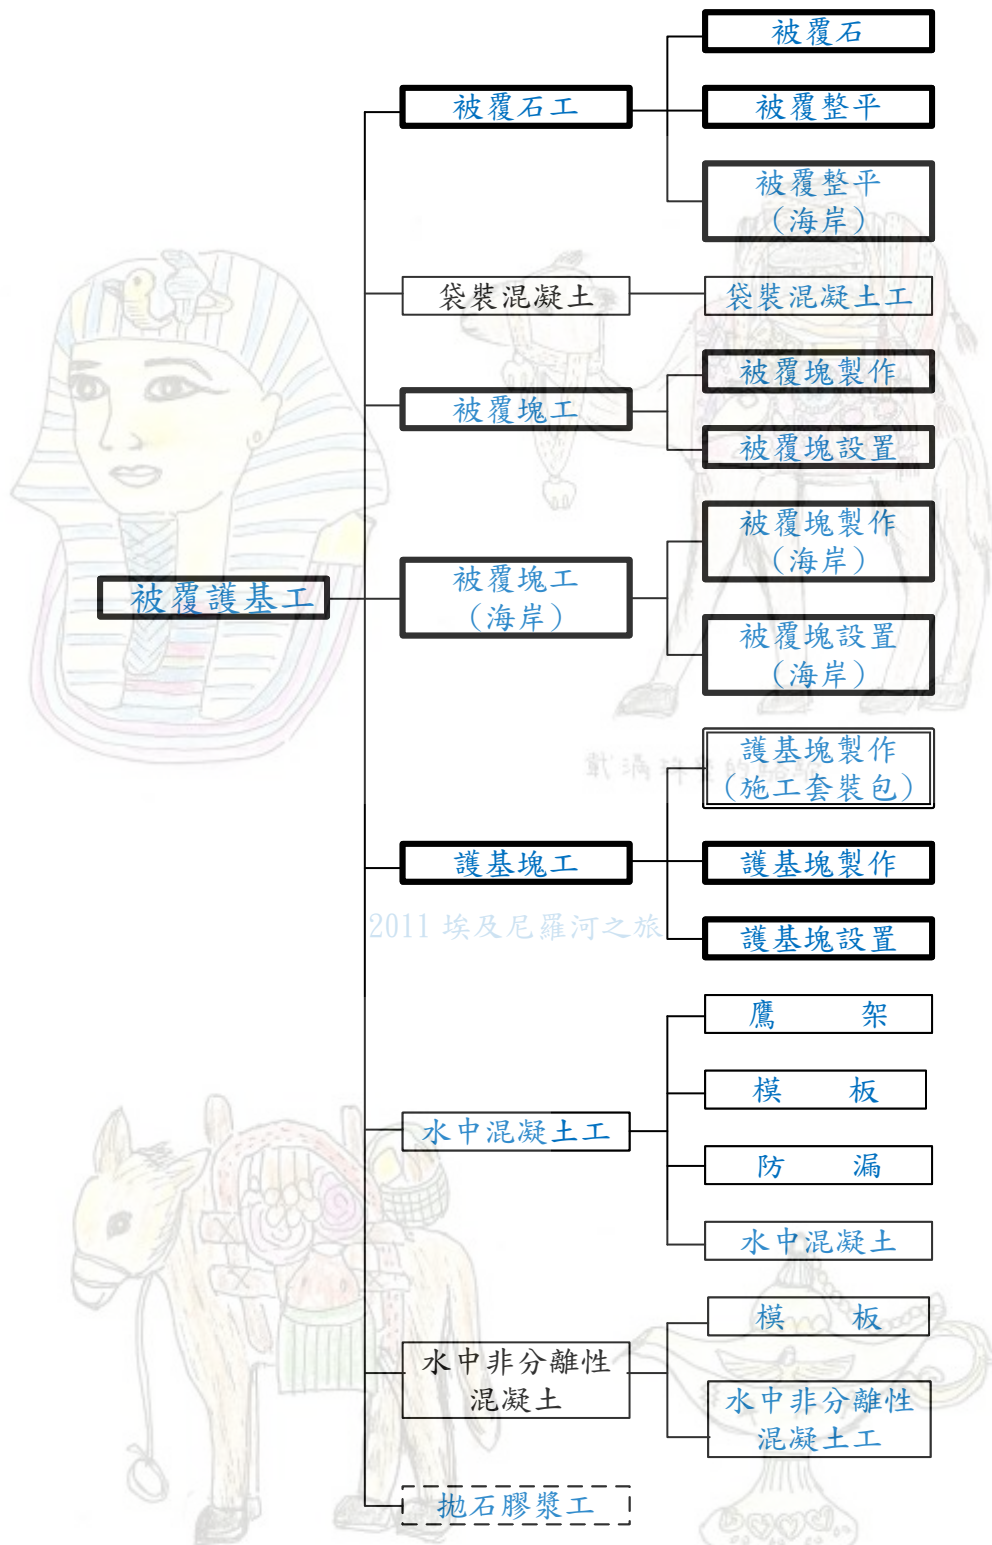 被覆石
被覆石工
被覆整平
被覆整平
(海岸)
袋裝混凝土
袋裝混凝土工
被覆塊製作
被覆塊工
被覆塊設置
被覆塊製作
(海岸)
被覆護基工
被覆塊工
(海岸)
被覆塊設置
(海岸)
護基塊製作
(施工套裝包)
護基塊工
護基塊製作
2011 埃及尼羅河之旅
護基塊設置
鷹 架
模 板
水中混凝土工
防 漏
水中混凝土
模 板
水中非分離性
混凝土
水中非分離性
混凝土工
拋石膠漿工